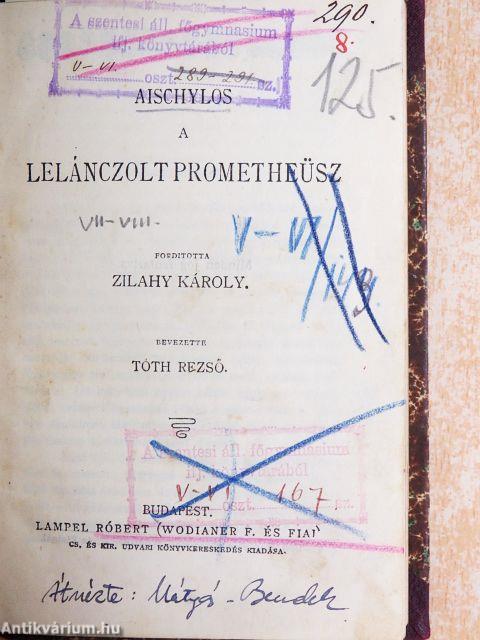 290.
8.
A szentesi áll. főgymnasium
ifj. könyvtárából
V-VI. oszt. 289-291 sz.
125.
AISCHYLOS
A
LELÁNCZOLT PROMETHEÜSZ
VII-VIII.
V-VI
FORDITOTTA
ZILAHY KÁROLY.
BEVEZETTE
TÓTH REZSŐ.
A szentesi áll. főgymnasium
ifj. könyvtárából
V-VI oszt. 167 sz.
BUDAPEST.
LAMPEL RÓBERT (WODIANER F. ÉS FIAI)
CS. ÉS KIR. UDVARI KÖNYVKERESKEDÉS KIADÁSA.
Átnézte: Mátyás-Bendek
Antikvárium.hu